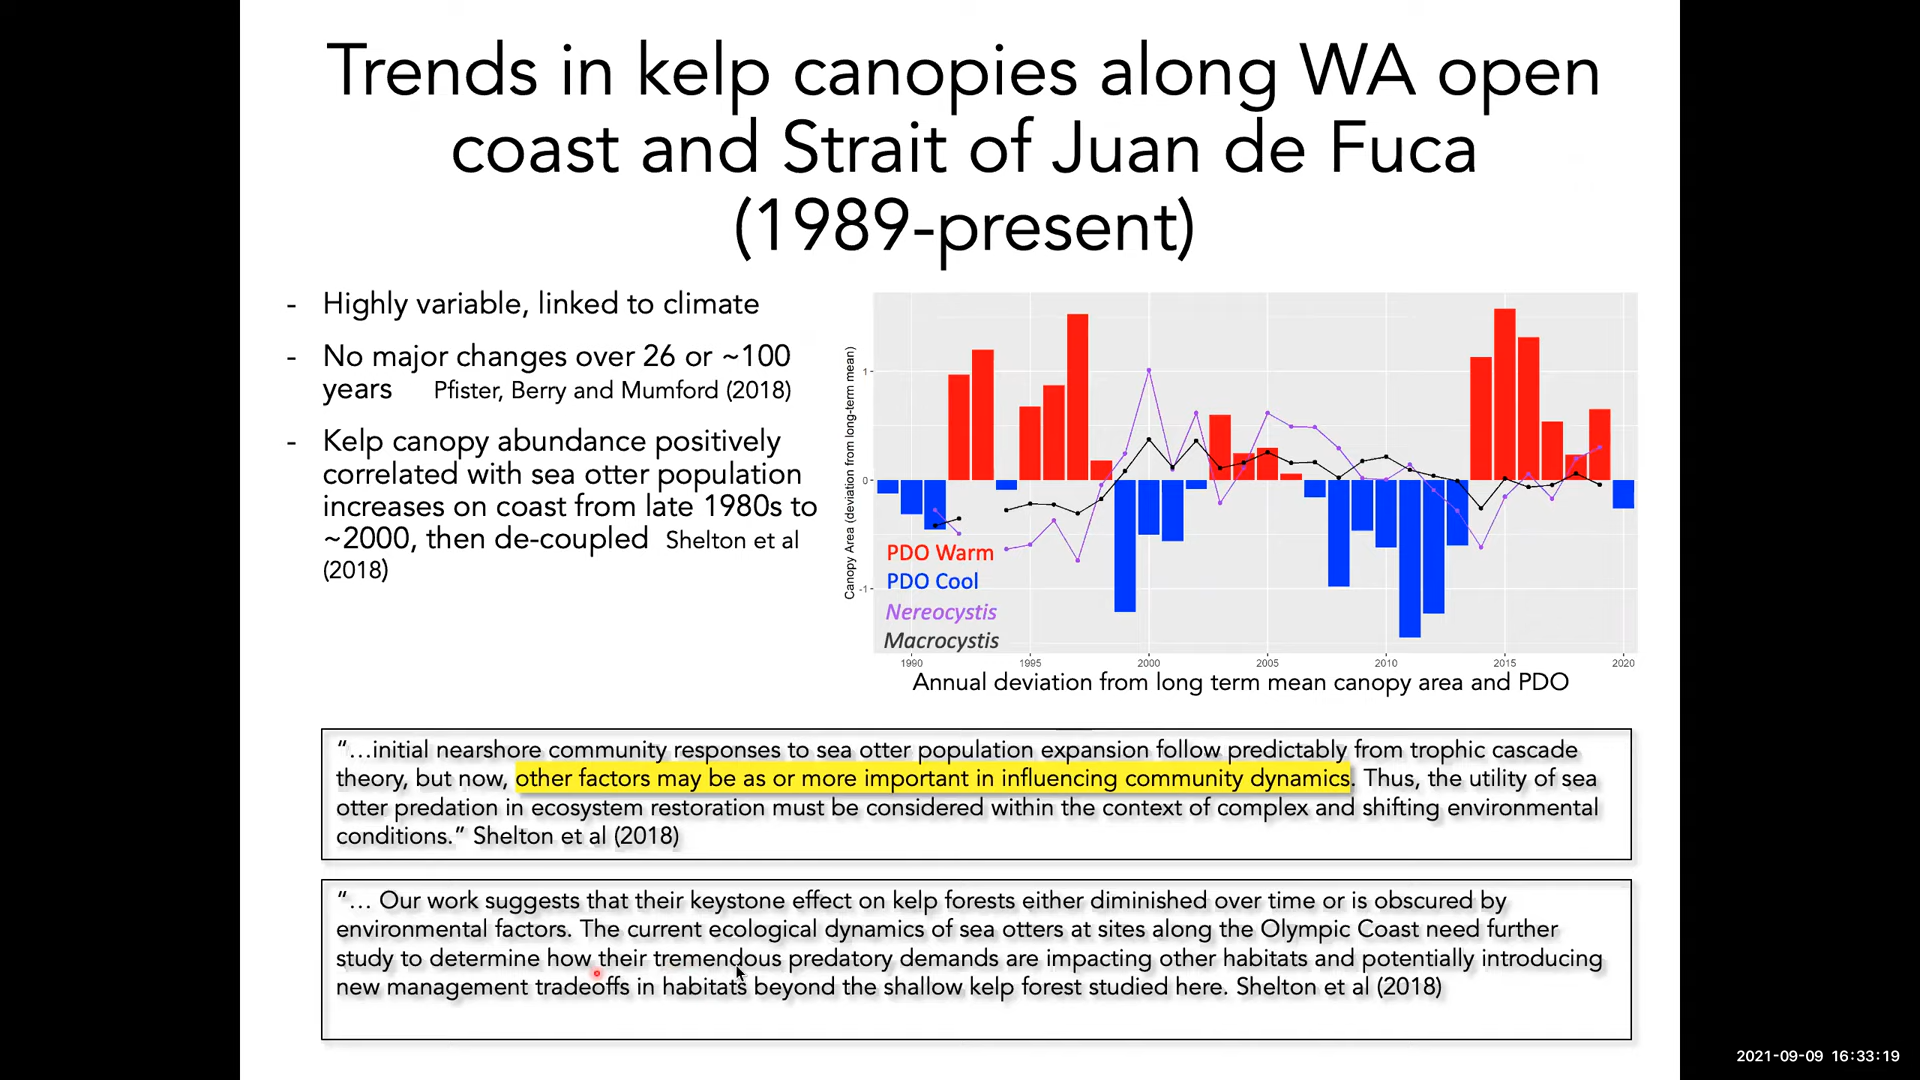 Trends in kelp canopies along WA open
coast and Strait of Juan de Fuca
(1989-present)
- Highly variable, linked to climate
- No major changes over 26 or ~100
years Pfister, Berry and Mumford (2018)
- Kelp canopy abundance positively
correlated with sea otter population
increases on coast from late 1980s to
~2000, then de-coupled Shelton et al
(2018)
Canopy Area (deviation from long-term mean)
1
0
-1
PDO Warm
PDO Cool
Nereocystis
Macrocystis
1990 1995 2000 2005 2010 2015 2020
Annual deviation from long term mean canopy area and PDO
“…initial nearshore community responses to sea otter population expansion follow predictably from trophic cascade
theory, but now, other factors may be as or more important in influencing community dynamics. Thus, the utility of sea
otter predation in ecosystem restoration must be considered within the context of complex and shifting environmental
conditions.” Shelton et al (2018)
“… Our work suggests that their keystone effect on kelp forests either diminished over time or is obscured by
environmental factors. The current ecological dynamics of sea otters at sites along the Olympic Coast need further
study to determine how their tremendous predatory demands are impacting other habitats and potentially introducing
new management tradeoffs in habitats beyond the shallow kelp forest studied here. Shelton et al (2018)
2021-09-09 16:33:19